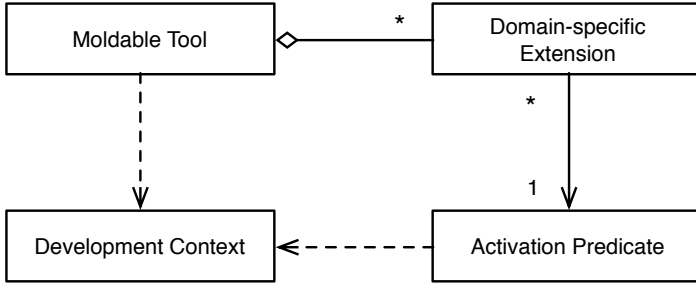 Moldable Tool
*
Domain-specific
Extension
*
1
Development Context
Activation Predicate